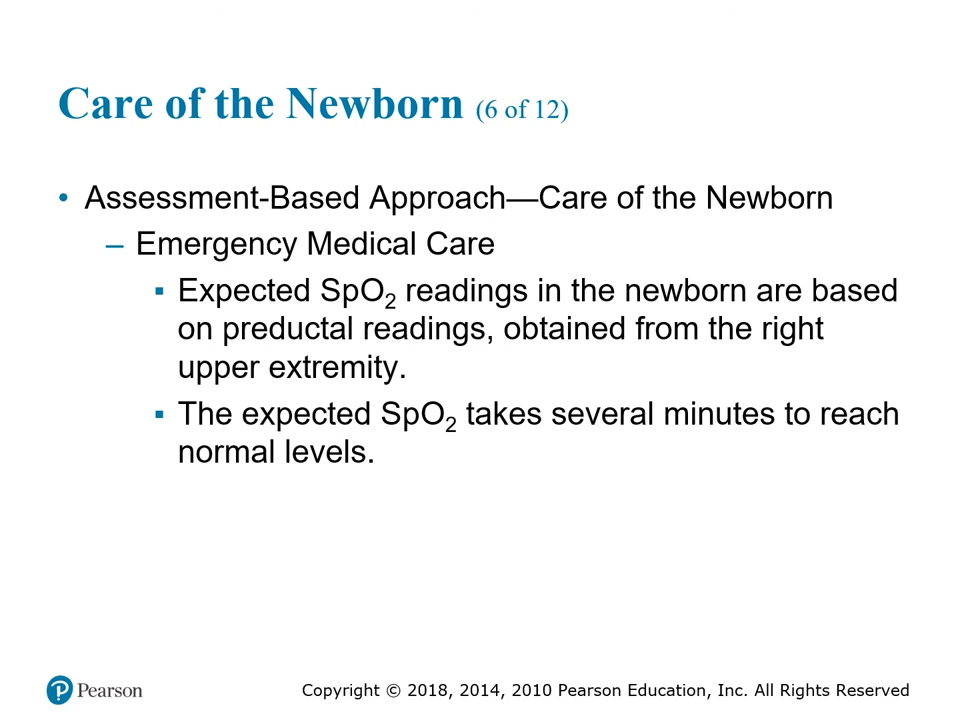 Care of the Newborn (6 of 12)
• Assessment-Based Approach—Care of the Newborn
– Emergency Medical Care
▪ Expected SpO₂ readings in the newborn are based
on preductal readings, obtained from the right
upper extremity.
▪ The expected SpO₂ takes several minutes to reach
normal levels.
Pearson
Copyright © 2018, 2014, 2010 Pearson Education, Inc. All Rights Reserved